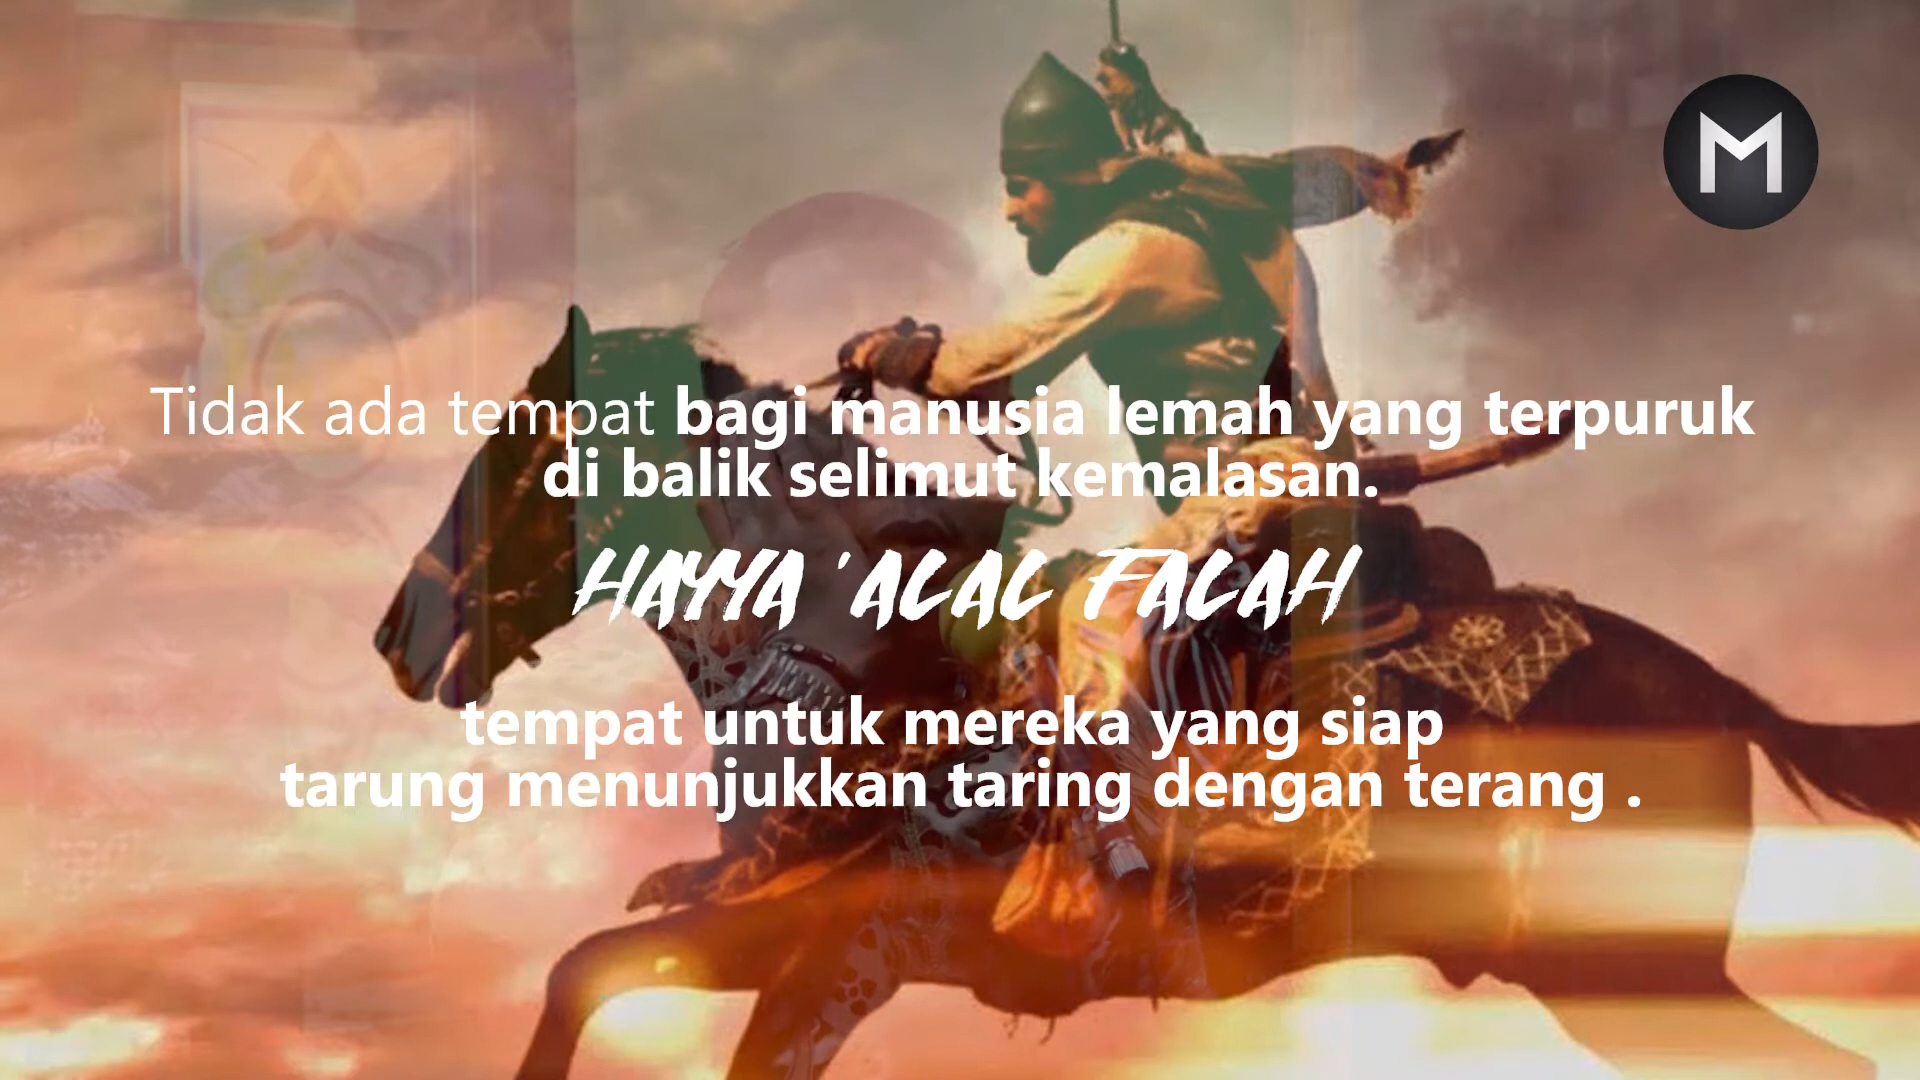 M
Tidak ada tempat bagi manusia lemah yang terpuruk
di balik selimut kemalasan.
HAYYA 'ALAL FALAH
tempat untuk mereka yang siap
tarung menunjukkan taring dengan terang .